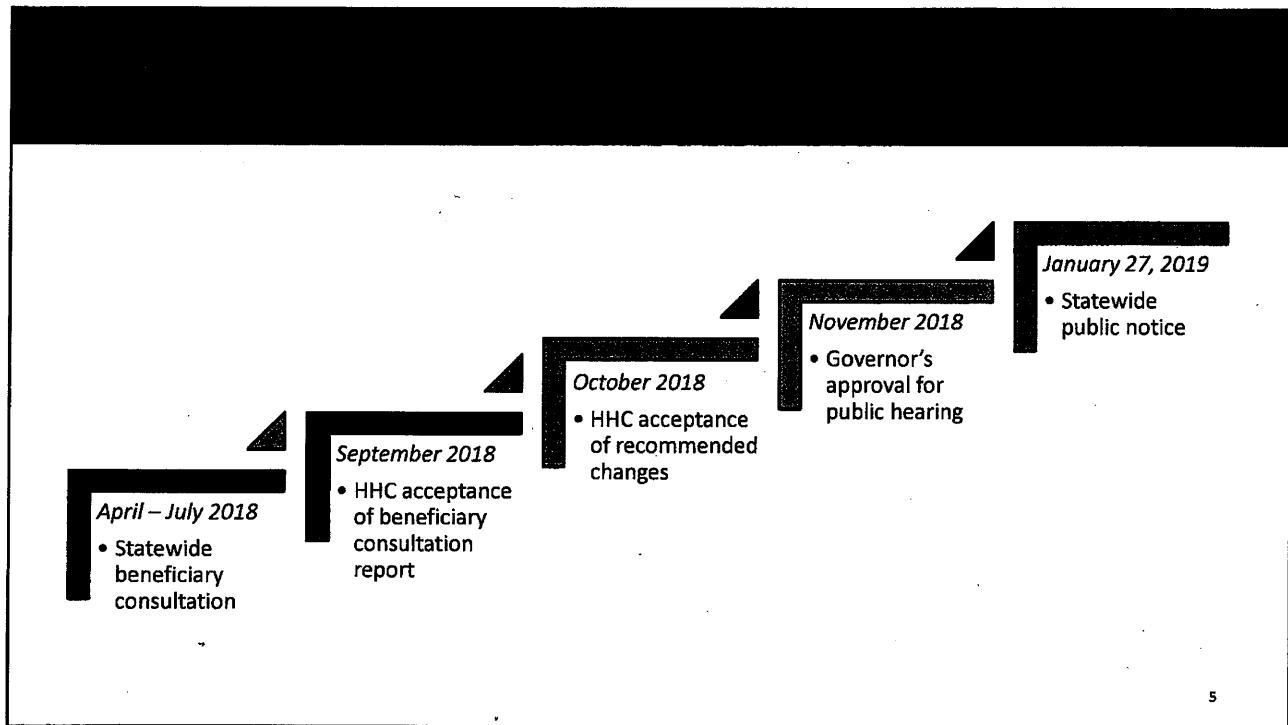 April – July 2018
• Statewide
beneficiary
consultation
September 2018
• HHC acceptance
of beneficiary
consultation
report
October 2018
• HHC acceptance
of recommended
changes
November 2018
• Governor's
approval for
public hearing
January 27, 2019
• Statewide
public notice
5